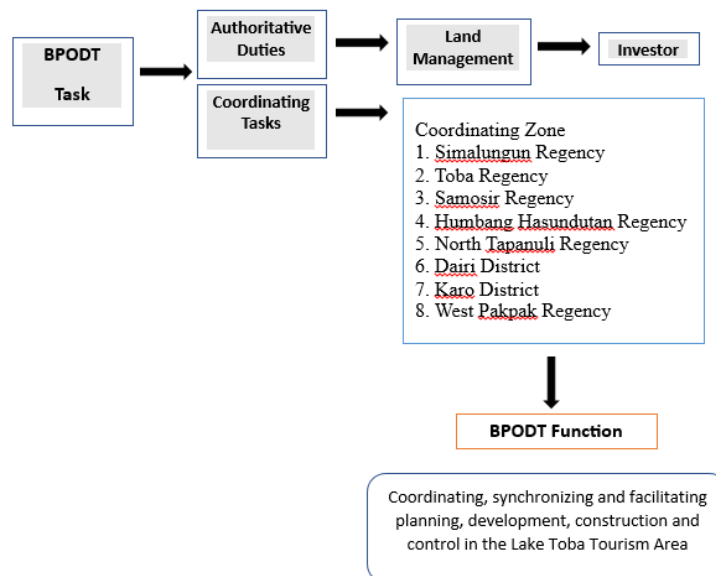 BPODT
Task
Authoritative
Duties
Coordinating
Tasks
Land
Management
Investor
Coordinating Zone
1. Simalungun Regency
2. Toba Regency
3. Samosir Regency
4. Humbang Hasundutan Regency
5. North Tapanuli Regency
6. Dairi District
7. Karo District
8. West Pakpak Regency
BPODT Function
Coordinating, synchronizing and facilitating
planning, development, construction and
control in the Lake Toba Tourism Area